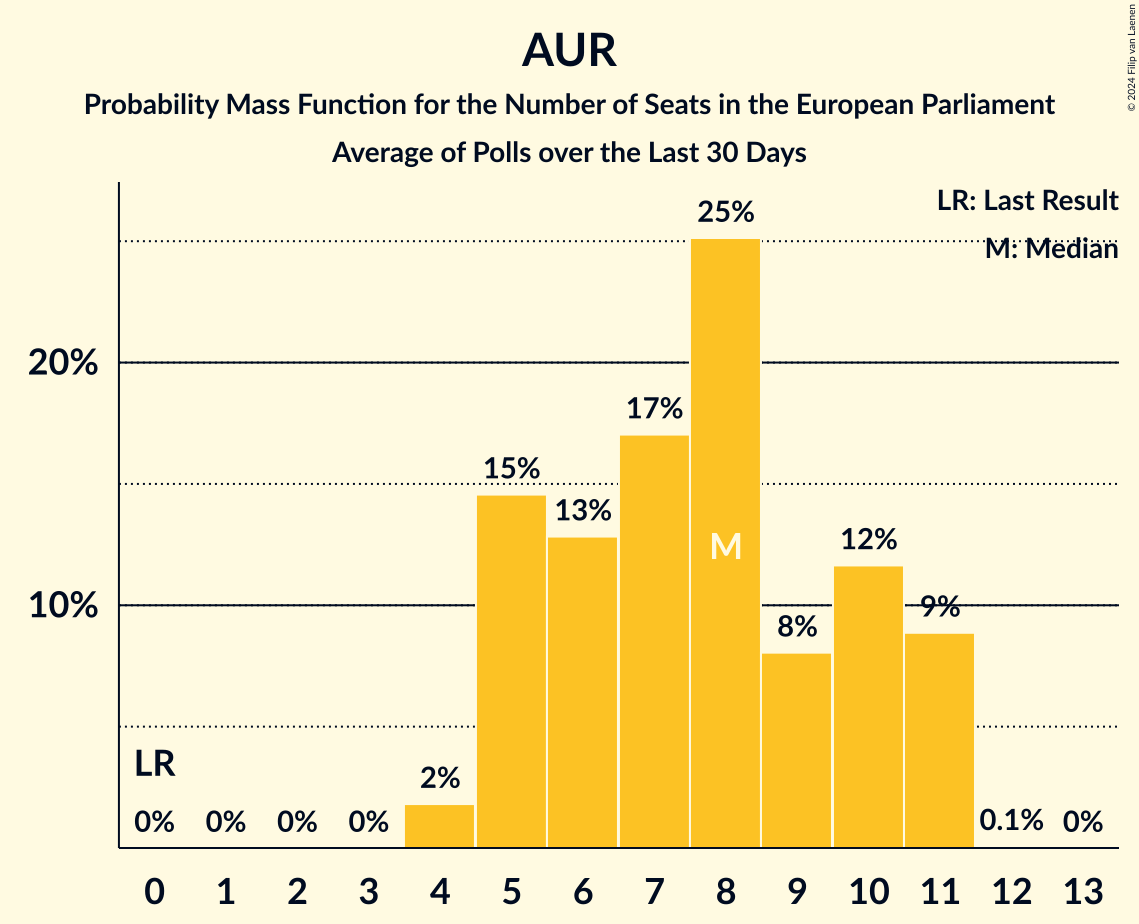 AUR
Probability Mass Function for the Number of Seats in the European Parliament
Average of Polls over the Last 30 Days
© 2024 Filip van Laenen
LR: Last Result
M: Median
25%
20%
17%
15%
13%
M
12%
10%
9%
8%
LR
2%
0% 0% 0% 0% 0.1% 0%
0 1 2 3 4 5 6 7 8 9 10 11 12 13